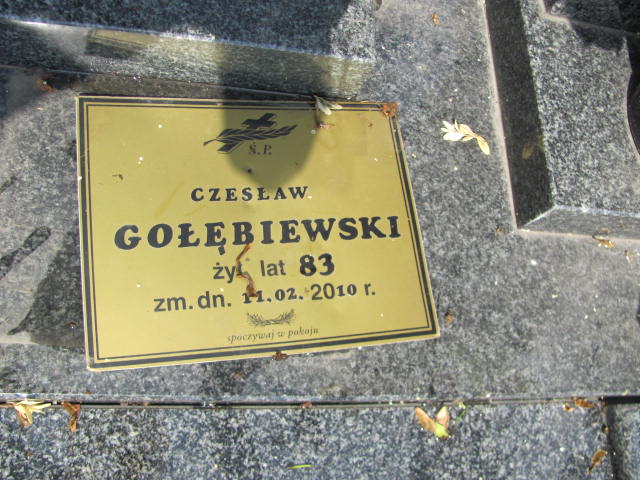 Ś.P.
CZESŁAW
GOŁĘBIEWSKI
żył lat 83
zm. dn. 11.02.2010 r.
spoczywaj w pokoju